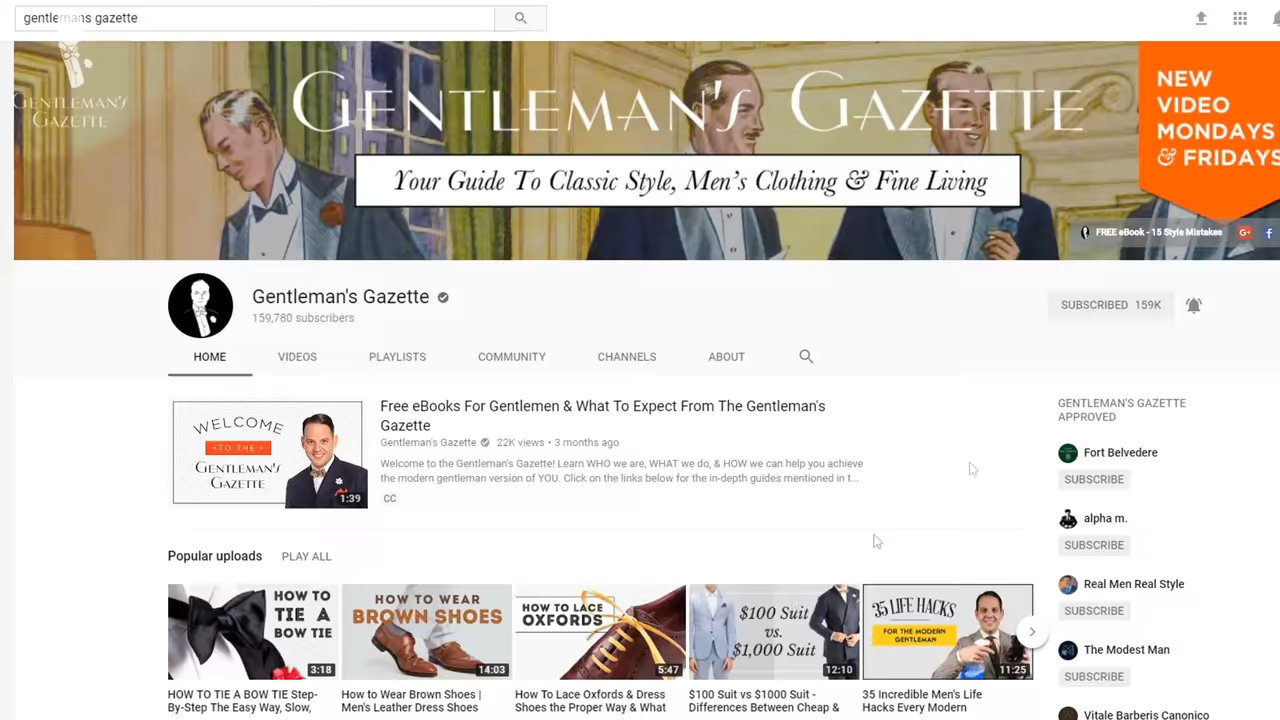 gentlemans gazette
GENTLEMAN'S
GAZETTE
GENTLEMAN'S GAZETTE
Your Guide To Classic Style, Men's Clothing & Fine Living
NEW
VIDEO
MONDAYS
& FRIDAYS
FREE eBook - 15 Style Mistakes
G+
f
Gentleman's Gazette
159,780 subscribers
SUBSCRIBED 159K
HOME VIDEOS PLAYLISTS COMMUNITY CHANNELS ABOUT
WELCOME
TO THE
GENTLEMAN'S
GAZETTE
1:39
Free eBooks For Gentlemen & What To Expect From The Gentleman's
Gazette
Gentleman's Gazette 22K views • 3 months ago
Welcome to the Gentleman's Gazette! Learn WHO we are, WHAT we do, & HOW we can help you achieve
the modern gentleman version of YOU. Click on the links below for the in-depth guides mentioned in t...
CC
GENTLEMAN'S GAZETTE
APPROVED
Fort Belvedere
SUBSCRIBE
alpha m.
SUBSCRIBE
Real Men Real Style
SUBSCRIBE
The Modest Man
SUBSCRIBE
Vitale Barberis Canonico
Popular uploads PLAY ALL
HOW TO
TIE A
BOW TIE
3:18
HOW TO WEAR
BROWN SHOES
14:03
HOW TO LACE
OXFORDS
5:47
$100 Suit
vs.
$1,000 Suit
12:10
35 LIFE HACKS
FOR THE MODERN
GENTLEMAN
11:25
HOW TO TIE A BOW TIE Step-
By-Step The Easy Way, Slow,
How to Wear Brown Shoes |
Men's Leather Dress Shoes
How To Lace Oxfords & Dress
Shoes the Proper Way & What
$100 Suit vs $1000 Suit -
Differences Between Cheap &
35 Incredible Men's Life
Hacks Every Modern